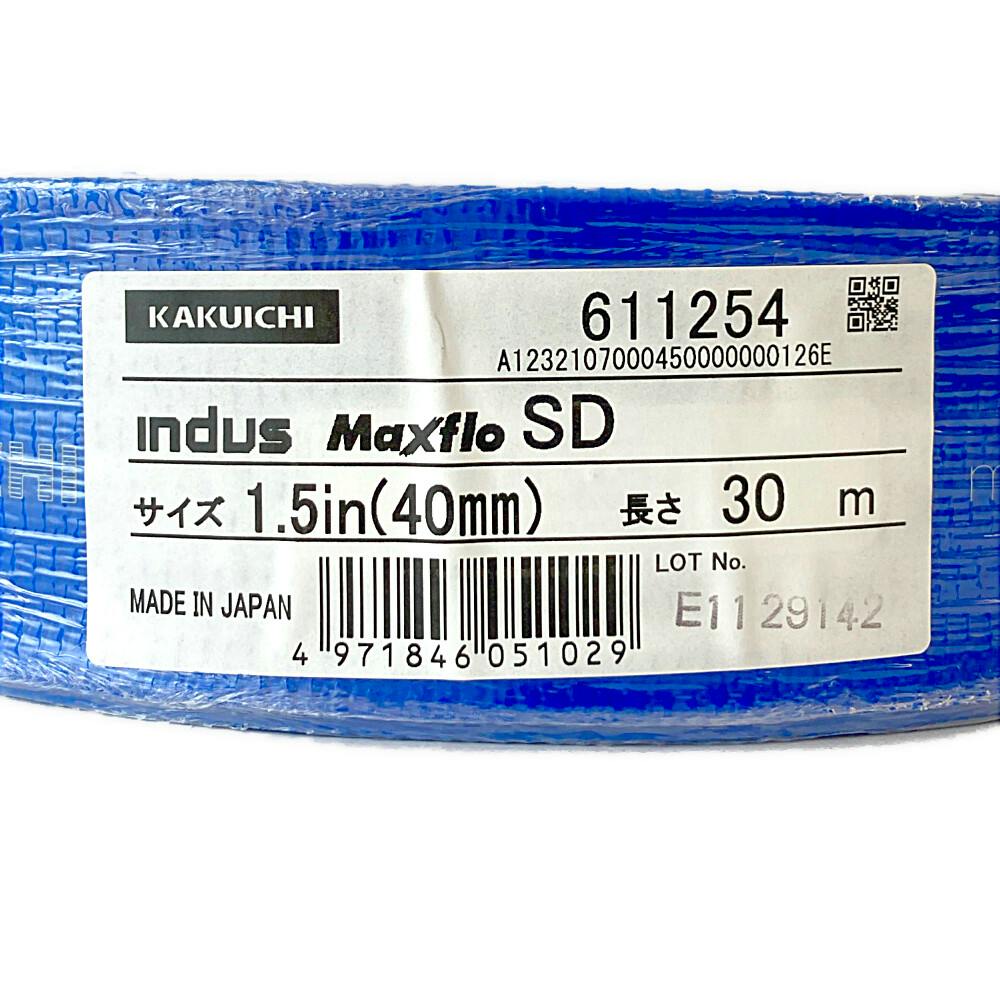 KAKUICHI
611254
A1232107000450000000126E
indus Maxflo SD
サイズ 1.5in(40mm) 長さ 30 m
LOT No.
MADE IN JAPAN
E1129142
4 971846 051029